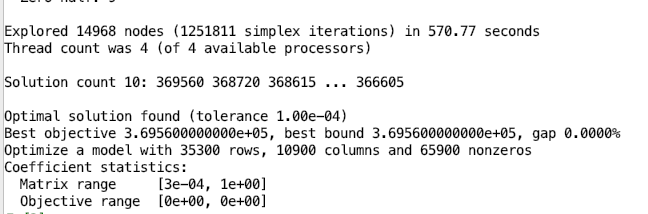 Explored 14968 nodes (1251811 simplex iterations) in 570.77 seconds
Thread count was 4 (of 4 available processors)
Solution count 10: 369560 368720 368615 ... 366605
Optimal solution found (tolerance 1.00e-04)
Best objective 3.695600000000e+05, best bound 3.695600000000e+05, gap 0.0000%
Optimize a model with 35300 rows, 10900 columns and 65900 nonzeros
Coefficient statistics:
Matrix range     [3e-04, 1e+00]
Objective range  [0e+00, 0e+00]